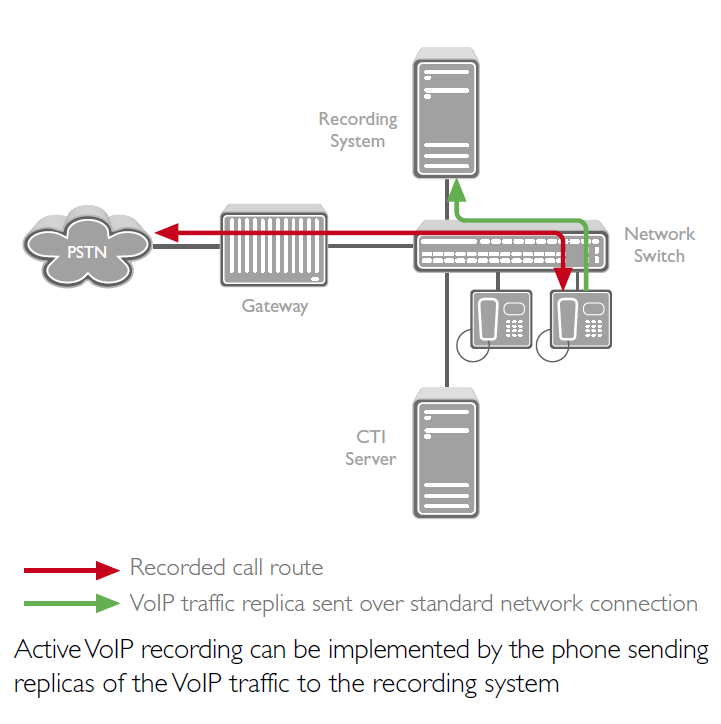 Recording
System
PSTN
Network
Switch
Gateway
CTI
Server
Recorded call route
VoIP traffic replica sent over standard network connection
Active VoIP recording can be implemented by the phone sending
replicas of the VoIP traffic to the recording system